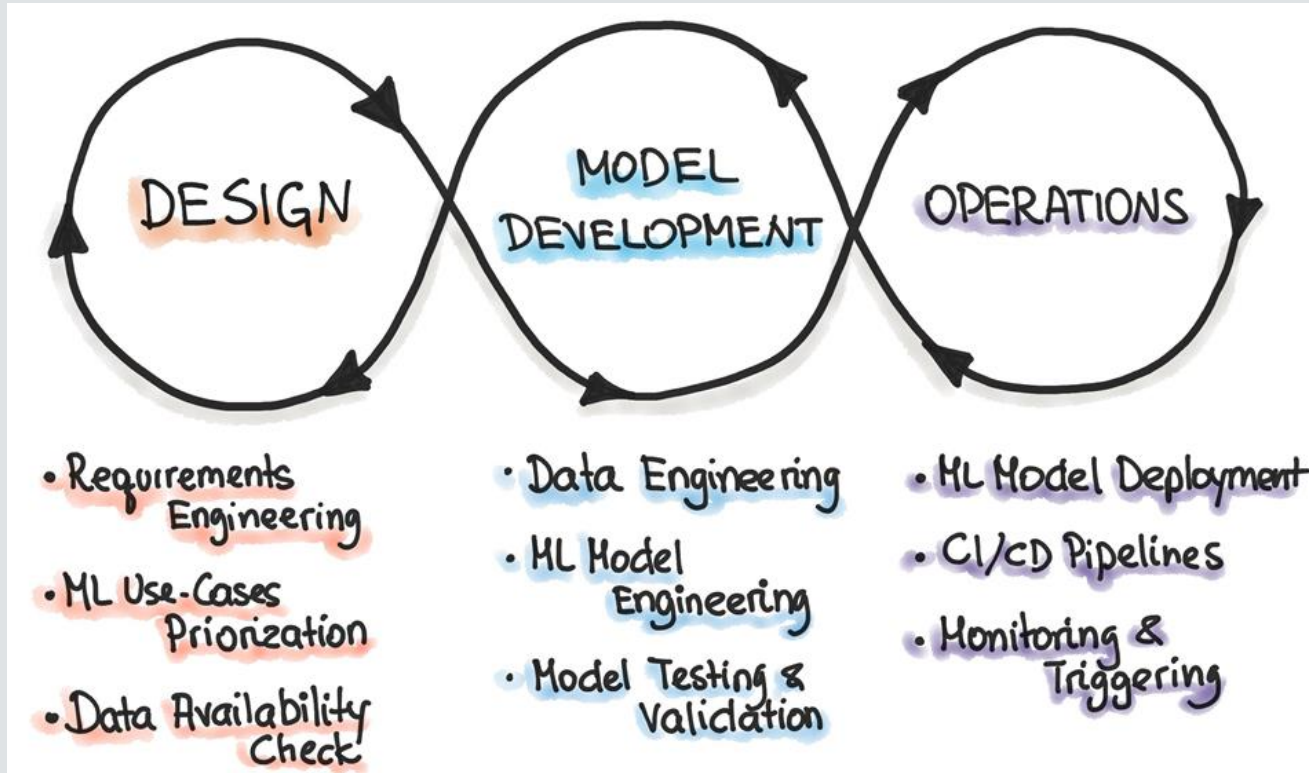 DESIGN
MODEL
DEVELOPMENT
OPERATIONS
• Requirements
Engineering
• ML Use-Cases
Priorization
• Data Availability
Check
• Data Engineering
• ML Model
Engineering
• Model Testing &
Validation
• ML Model Deployment
• CI/CD Pipelines
• Monitoring &
Triggering